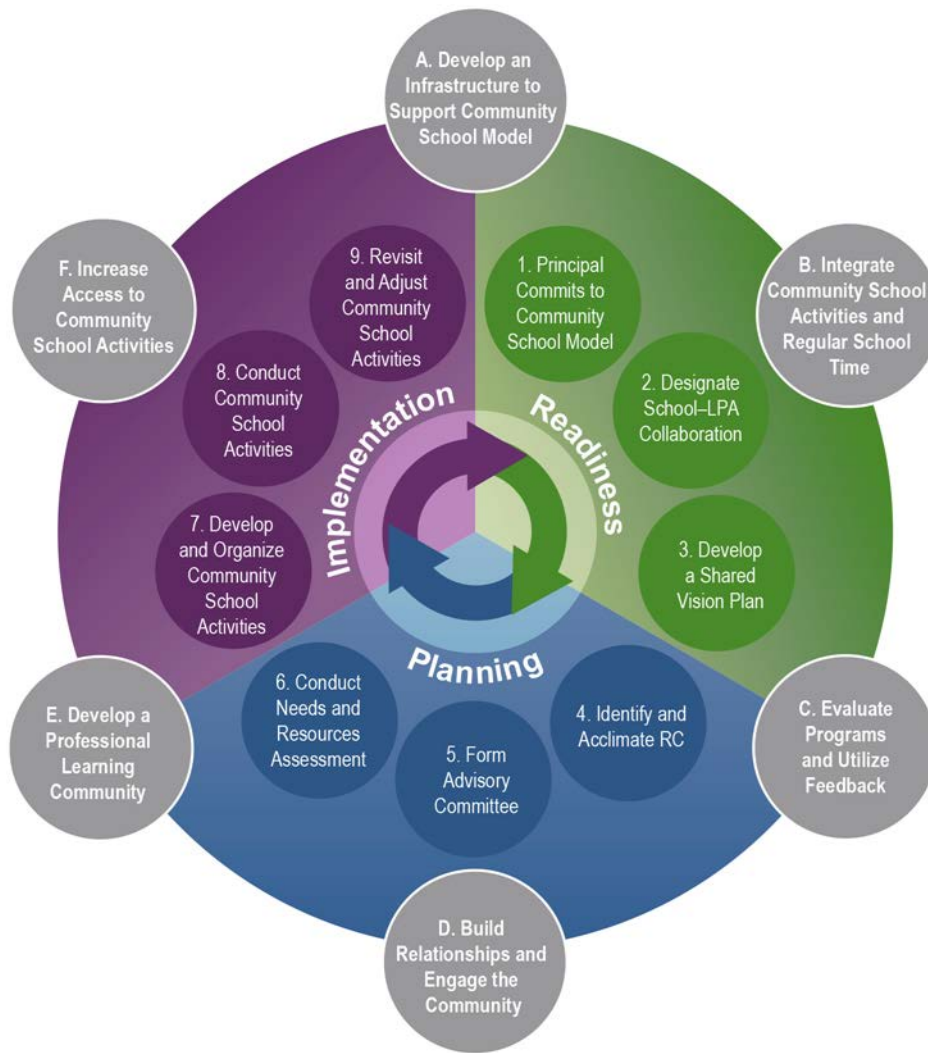 A. Develop an
Infrastructure to
Support Community
School Model
B. Integrate
Community School
Activities and
Regular School
Time
C. Evaluate
Programs
and Utilize
Feedback
D. Build
Relationships and
Engage the
Community
E. Develop a
Professional
Learning
Community
F. Increase
Access to
Community
School Activities
Readiness
1. Principal
Commits to
Community
School Model
2. Designate
School–LPA
Collaboration
3. Develop
a Shared
Vision Plan
Planning
4. Identify and
Acclimate RC
5. Form
Advisory
Committee
6. Conduct
Needs and
Resources
Assessment
Implementation
7. Develop
and Organize
Community
School
Activities
8. Conduct
Community
School
Activities
9. Revisit
and Adjust
Community
School
Activities